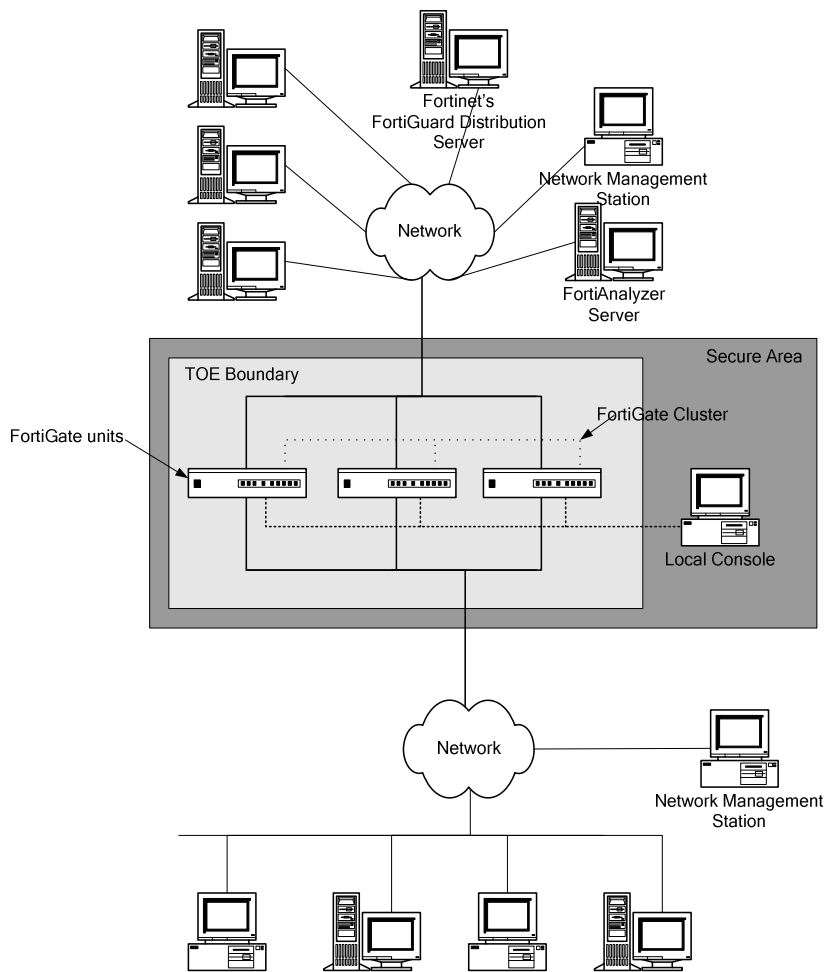 Fortinet's
FortiGuard Distribution
Server
Network Management
Station
Network
FortiAnalyzer
Server
Secure Area
TOE Boundary
FortiGate Cluster
FortiGate units
Local Console
Network
Network Management
Station